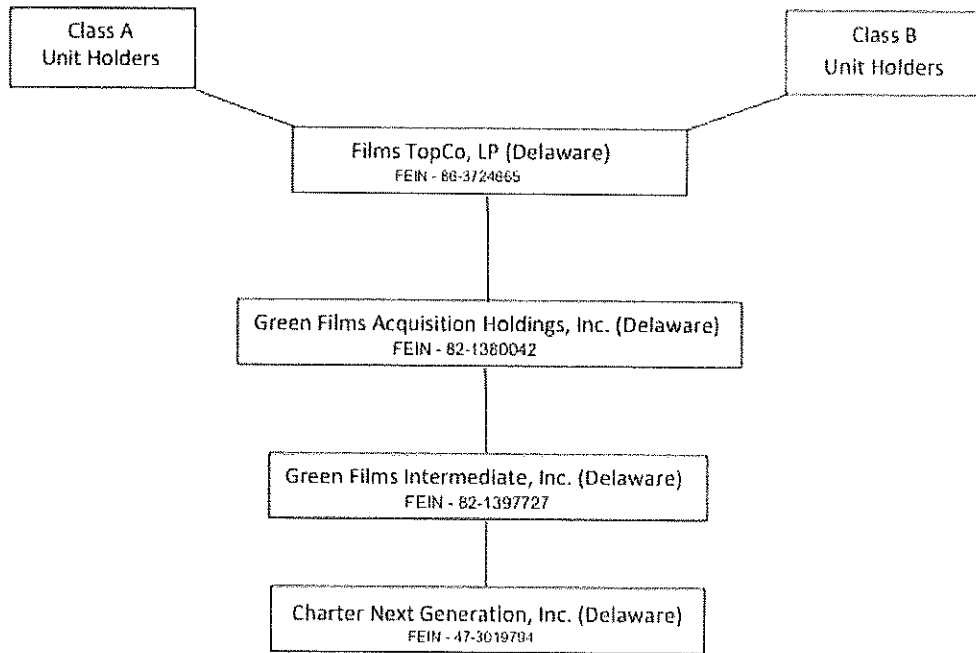 Class A
Unit Holders
Class B
Unit Holders
Films TopCo, LP (Delaware)
FEIN - 86-3724665
Green Films Acquisition Holdings, Inc. (Delaware)
FEIN - 82-1380042
Green Films Intermediate, Inc. (Delaware)
FEIN - 82-1397727
Charter Next Generation, Inc. (Delaware)
FEIN - 47-3019794